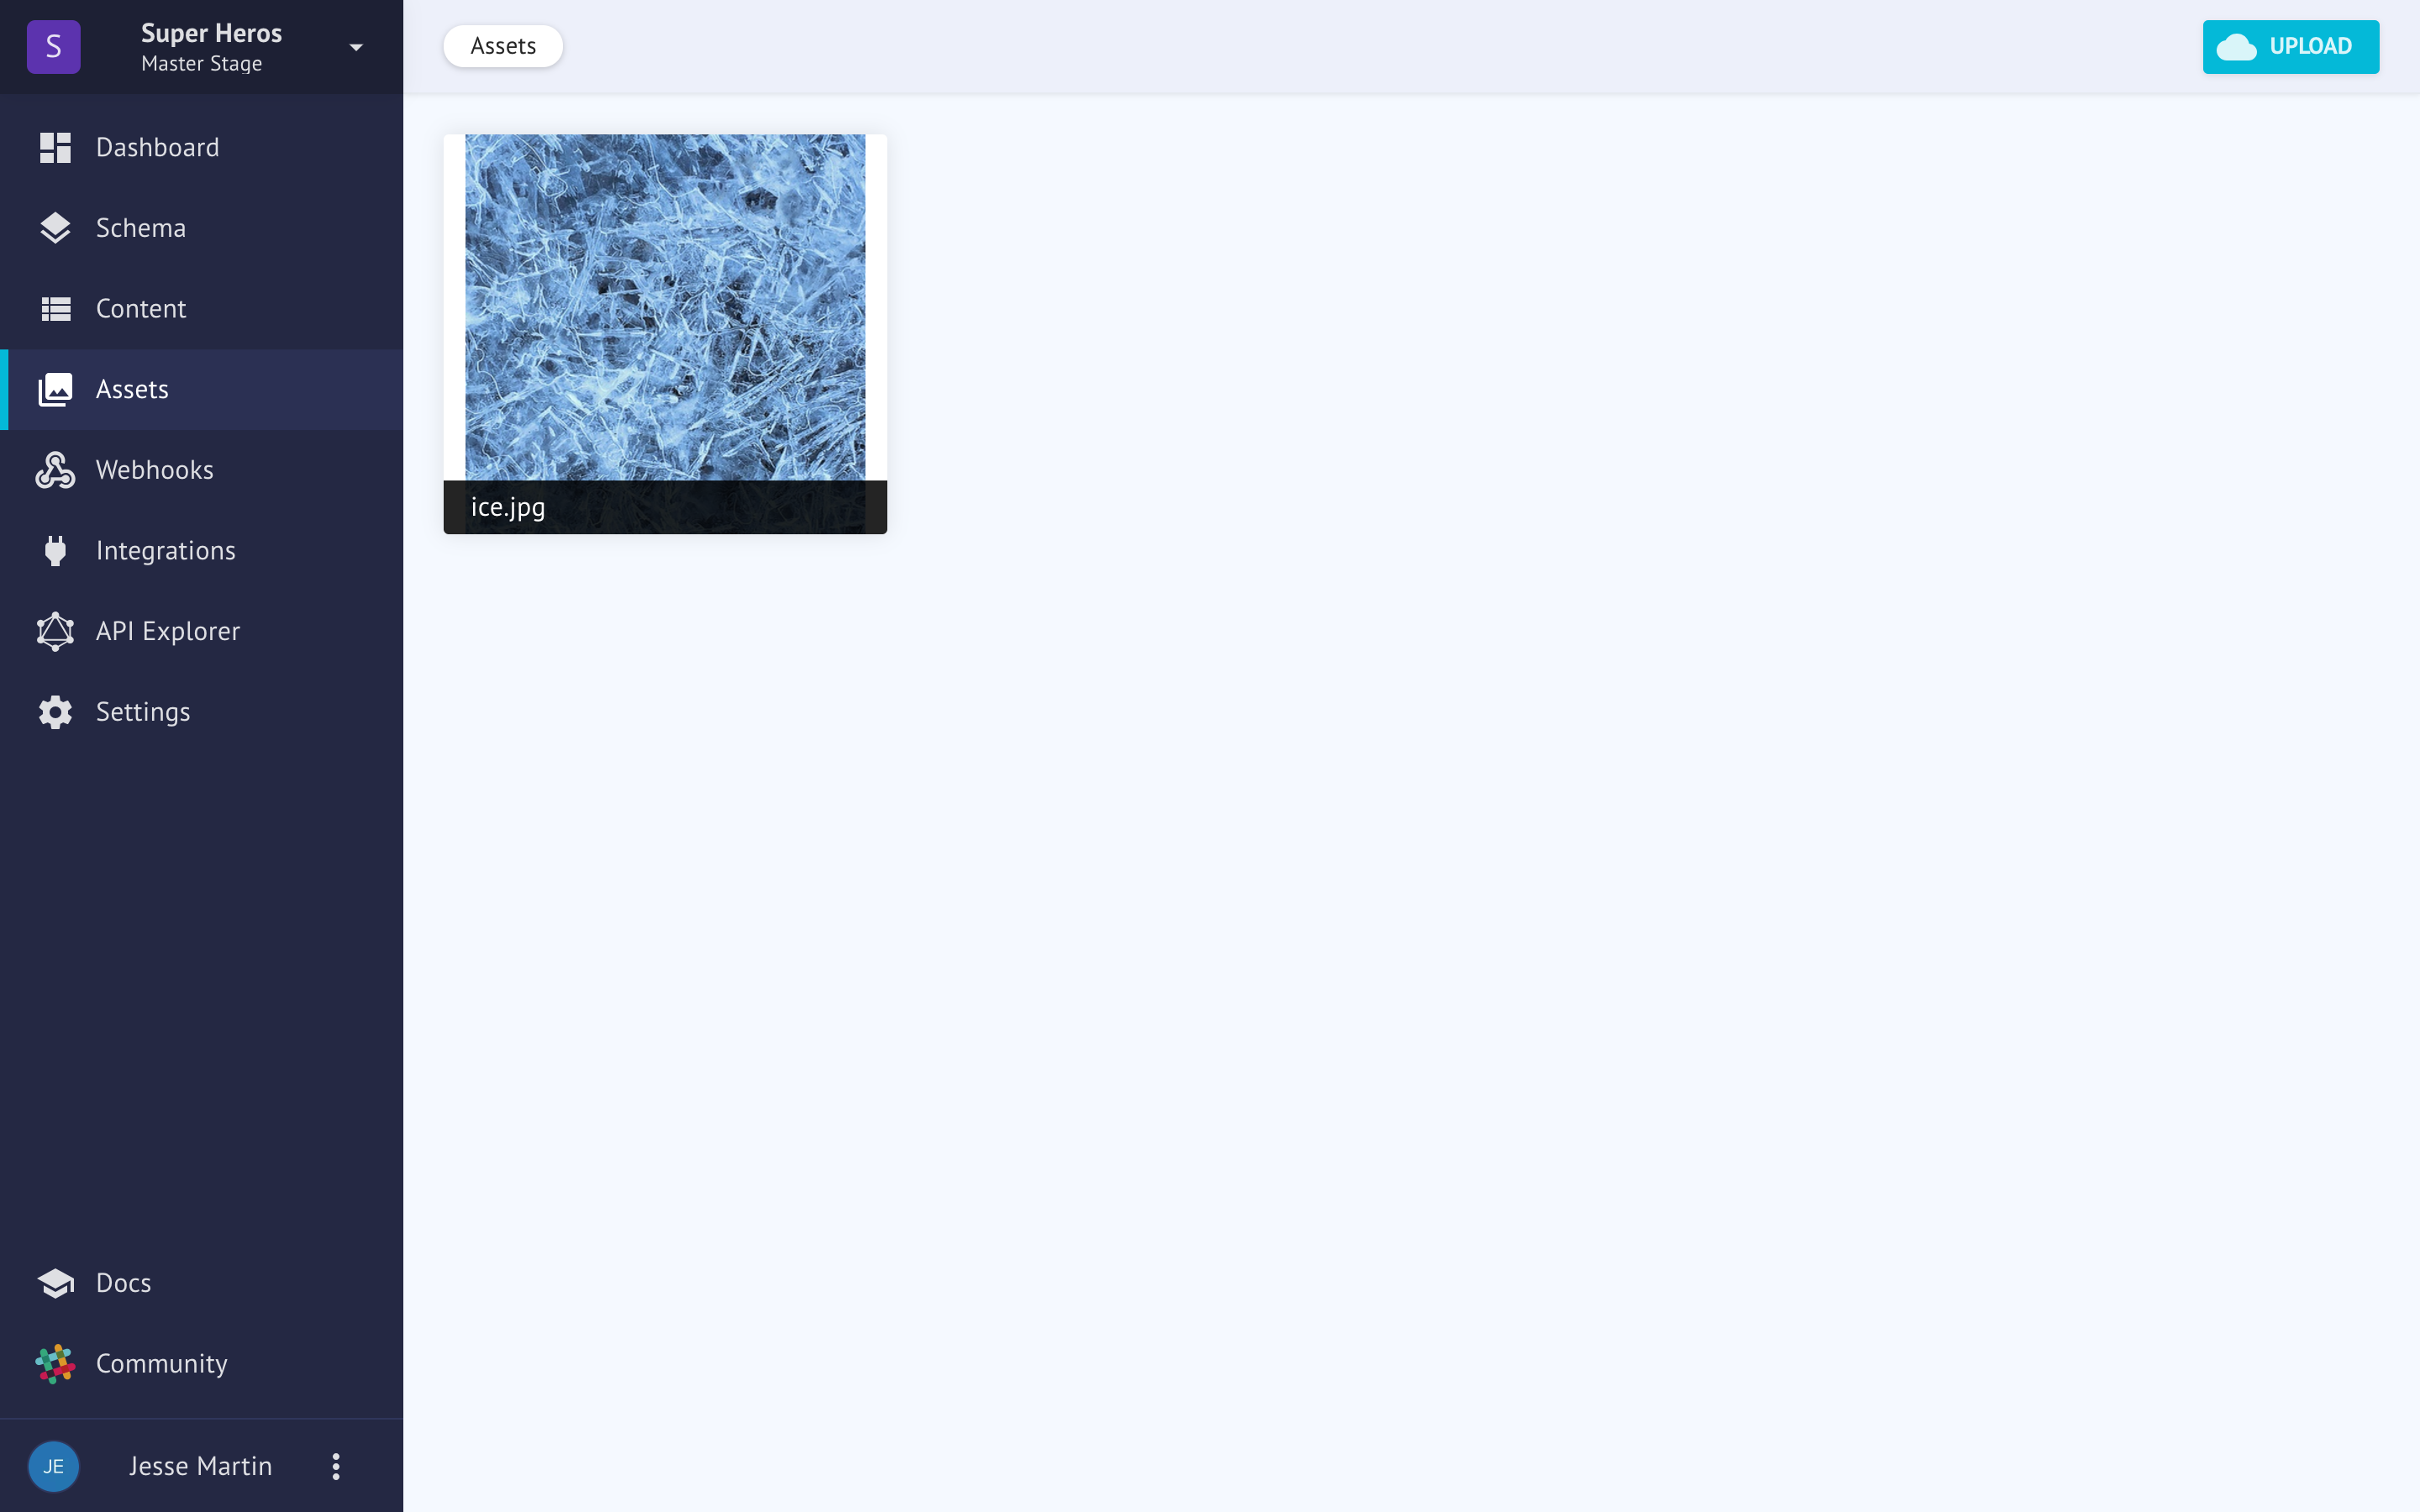 S
Super Heros
Master Stage
Assets
UPLOAD
Dashboard
Schema
Content
Assets
Webhooks
Integrations
API Explorer
Settings
ice.jpg
Docs
Community
JE
Jesse Martin